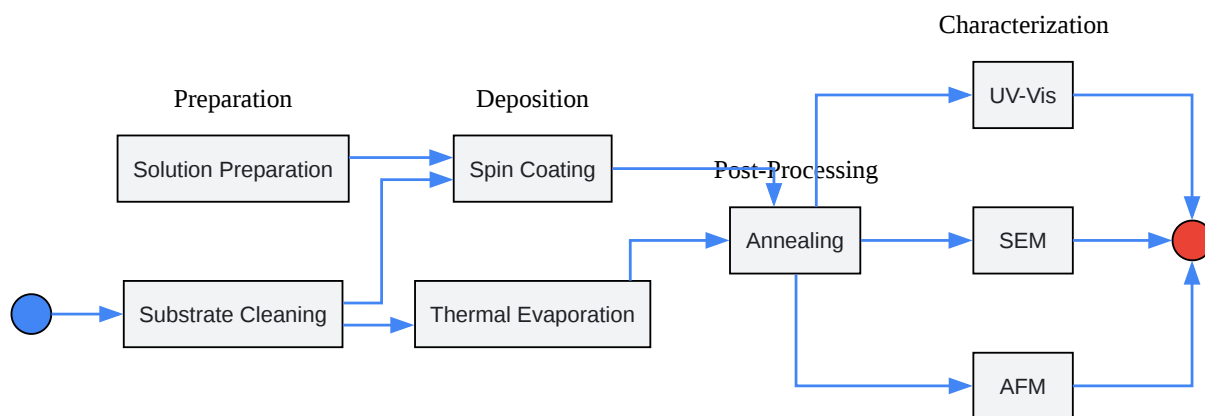 Characterization
Preparation
Deposition
UV-Vis
Solution Preparation
Spin Coating
Post-Processing
Annealing
SEM
Substrate Cleaning
Thermal Evaporation
AFM